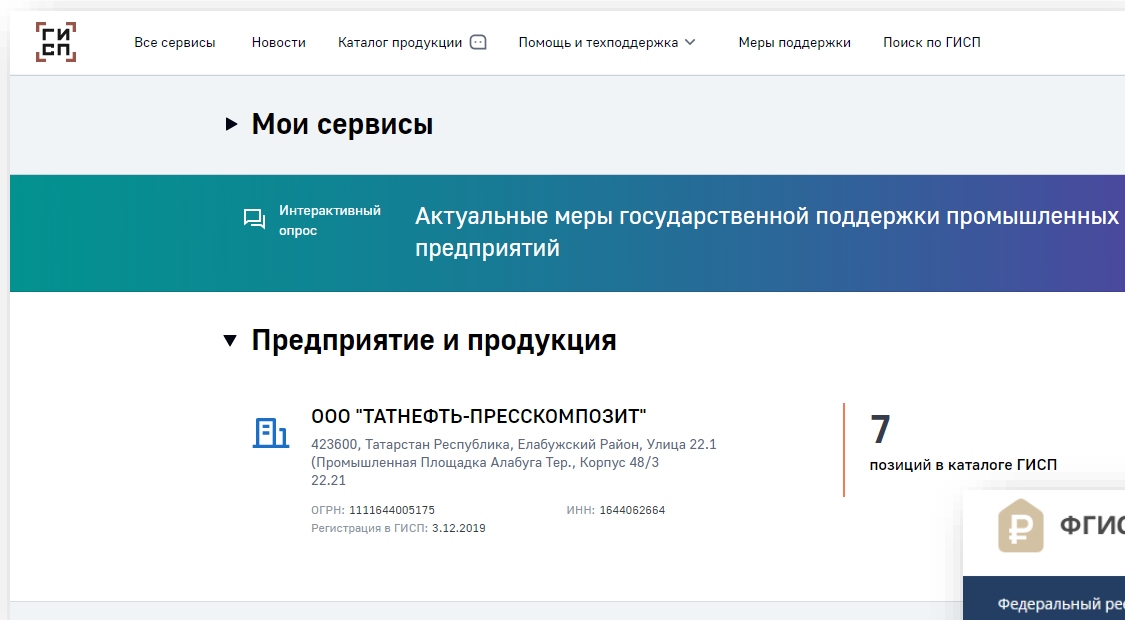 ГИ
СП
Все сервисы Новости Каталог продукции Помощь и техподдержка Меры поддержки Поиск по ГИСП
Мои сервисы
Интерактивный
опрос
Актуальные меры государственной поддержки промышленных
предприятий
Предприятие и продукция
ООО "ТАТНЕФТЬ-ПРЕССКОМПОЗИТ"
423600, Татарстан Республика, Елабужский Район, Улица 22.1
(Промышленная Площадка Алабуга Тер., Корпус 48/3
22.21
ОГРН: 1111644005175 ИНН: 1644062664
Регистрация в ГИСП: 3.12.2019
7
позиций в каталоге ГИСП
Федеральный